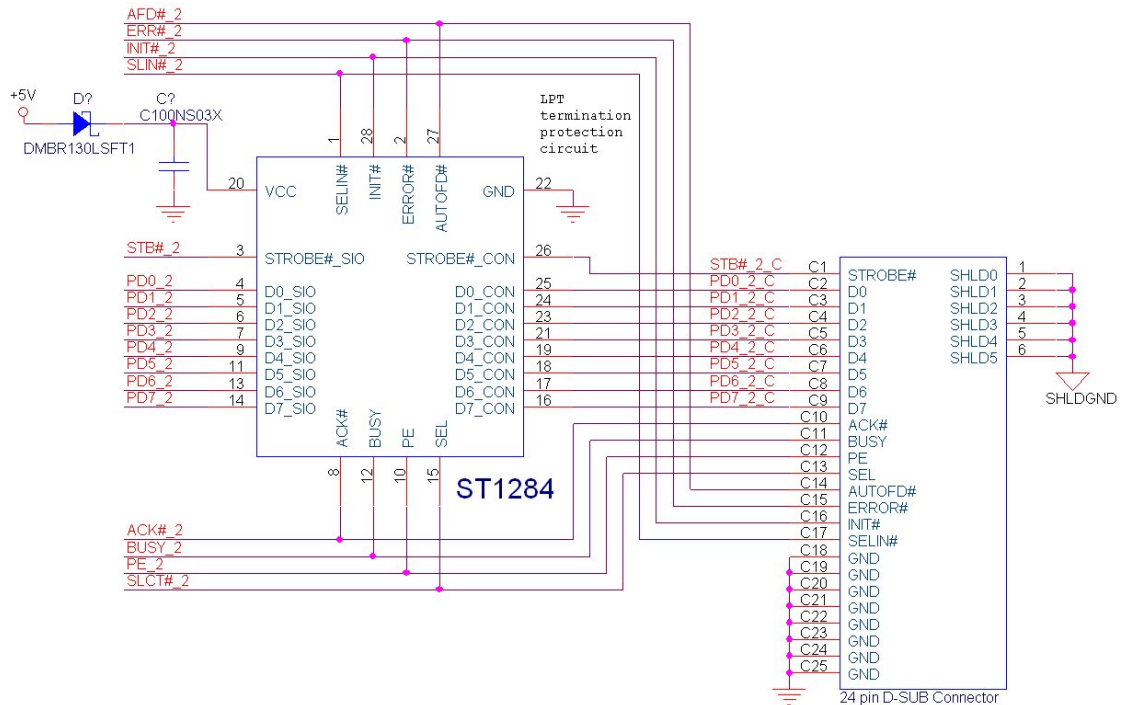 AFD#_2
ERR#_2
INIT#_2
SLIN#_2
+5V
D?
C?
C100NS03X
DMBR130LSFT1
LPT
termination
protection
circuit
1
28
2
27
SELIN#
INIT#
ERROR#
AUTOFD#
20
VCC
GND
22
STB#_2
3
STROBE#_SIO
STROBE#_CON
26
PD0_2
4
D0_SIO
D0_CON
25
PD1_2
5
D1_SIO
D1_CON
24
PD2_2
6
D2_SIO
D2_CON
23
PD3_2
7
D3_SIO
D3_CON
21
PD4_2
9
D4_SIO
D4_CON
19
PD5_2
11
D5_SIO
D5_CON
18
PD6_2
13
D6_SIO
D6_CON
17
PD7_2
14
D7_SIO
D7_CON
16
ACK#
BUSY
PE
SEL
8
12
10
15
ST1284
ACK#_2
BUSY_2
PE_2
SLCT#_2
STB#_2_C
C1
STROBE#
PD0_2_C
C2
D0
PD1_2_C
C3
D1
PD2_2_C
C4
D2
PD3_2_C
C5
D3
PD4_2_C
C6
D4
PD5_2_C
C7
D5
PD6_2_C
C8
D6
PD7_2_C
C9
D7
C10
ACK#
C11
BUSY
C12
PE
C13
SEL
C14
AUTOFD#
C15
ERROR#
C16
INIT#
C17
SELIN#
C18
GND
C19
GND
C20
GND
C21
GND
C22
GND
C23
GND
C24
GND
C25
GND
SHLD0
1
SHLD1
2
SHLD2
3
SHLD3
4
SHLD4
5
SHLD5
6
SHLDGND
24 pin D-SUB Connector